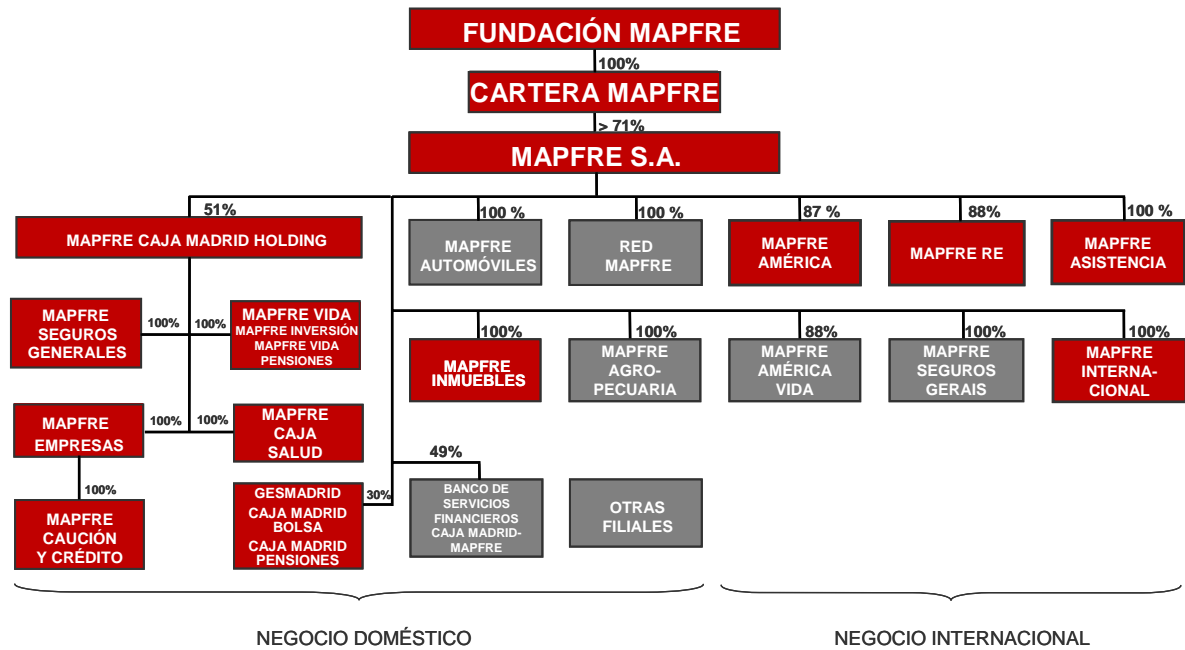 FUNDACIÓN MAPFRE
100%
CARTERA MAPFRE
> 71%
MAPFRE S.A.
51%
MAPFRE CAJA MADRID HOLDING
100 %
MAPFRE
AUTOMÓVILES
100 %
RED
MAPFRE
87 %
MAPFRE
AMÉRICA
88%
MAPFRE RE
100 %
MAPFRE
ASISTENCIA
MAPFRE
SEGUROS
GENERALES
100%
100%
MAPFRE VIDA
MAPFRE INVERSIÓN
MAPFRE VIDA
PENSIONES
100%
MAPFRE
INMUEBLES
100%
MAPFRE
AGRO-
PECUARIA
88%
MAPFRE
AMÉRICA
VIDA
100%
MAPFRE
SEGUROS
GERAIS
100%
MAPFRE
INTERNA-
CIONAL
MAPFRE
EMPRESAS
100%
100%
MAPFRE
CAJA
SALUD
100%
MAPFRE
CAUCIÓN
Y CRÉDITO
GESMADRID
CAJA MADRID
BOLSA
CAJA MADRID
PENSIONES
30%
49%
BANCO DE
SERVICIOS
FINANCIEROS
CAJA MADRID-
MAPFRE
OTRAS
FILIALES
NEGOCIO DOMÉSTICO
NEGOCIO INTERNACIONAL